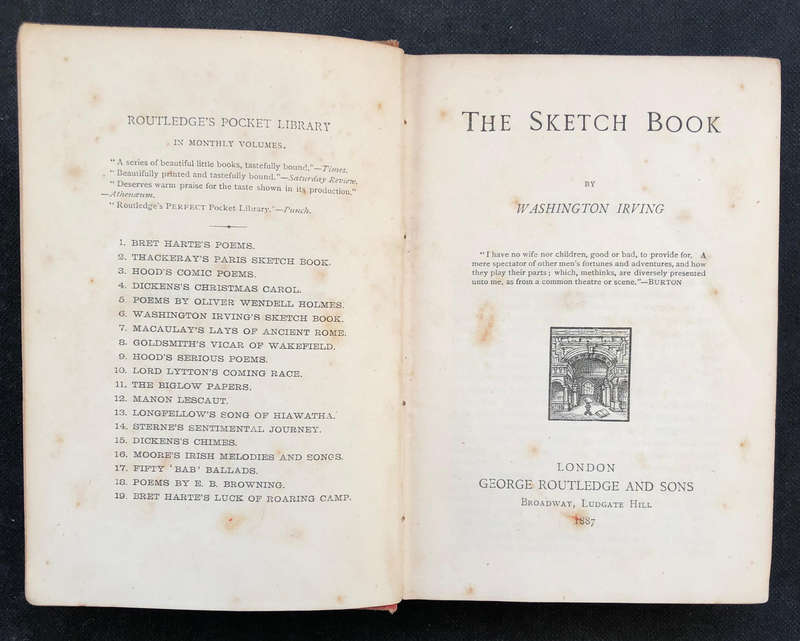 ROUTLEDGE'S POCKET LIBRARY
IN MONTHLY VOLUMES.
"A series of beautiful little books, tastefully bound."—Times.
"Beautifully printed and tastefully bound."—Saturday Review.
"Deserves warm praise for the taste shown in its production."
—Athenæum.
"Routledge's PERFECT Pocket Library."—Punch.
1. BRET HARTE'S POEMS.
2. THACKERAY'S PARIS SKETCH BOOK.
3. HOOD'S COMIC POEMS.
4. DICKENS'S CHRISTMAS CAROL.
5. POEMS BY OLIVER WENDELL HOLMES.
6. WASHINGTON IRVING'S SKETCH BOOK.
7. MACAULAY'S LAYS OF ANCIENT ROME.
8. GOLDSMITH'S VICAR OF WAKEFIELD.
9. HOOD'S SERIOUS POEMS.
10. LORD LYTTON'S COMING RACE.
11. THE BIGLOW PAPERS.
12. MANON LESCAUT.
13. LONGFELLOW'S SONG OF HIAWATHA.
14. STERNE'S SENTIMENTAL JOURNEY.
15. DICKENS'S CHIMES.
16. MOORE'S IRISH MELODIES AND SONGS.
17. FIFTY 'BAB' BALLADS.
18. POEMS BY E. B. BROWNING.
19. BRET HARTE'S LUCK OF ROARING CAMP.
THE SKETCH BOOK
BY
WASHINGTON IRVING
"I have no wife nor children, good or bad, to provide for. A
mere spectator of other men's fortunes and adventures, and how
they play their parts; which, methinks, are diversely presented
unto me, as from a common theatre or scene."—BURTON
LONDON
GEORGE ROUTLEDGE AND SONS
BROADWAY, LUDGATE HILL
1887